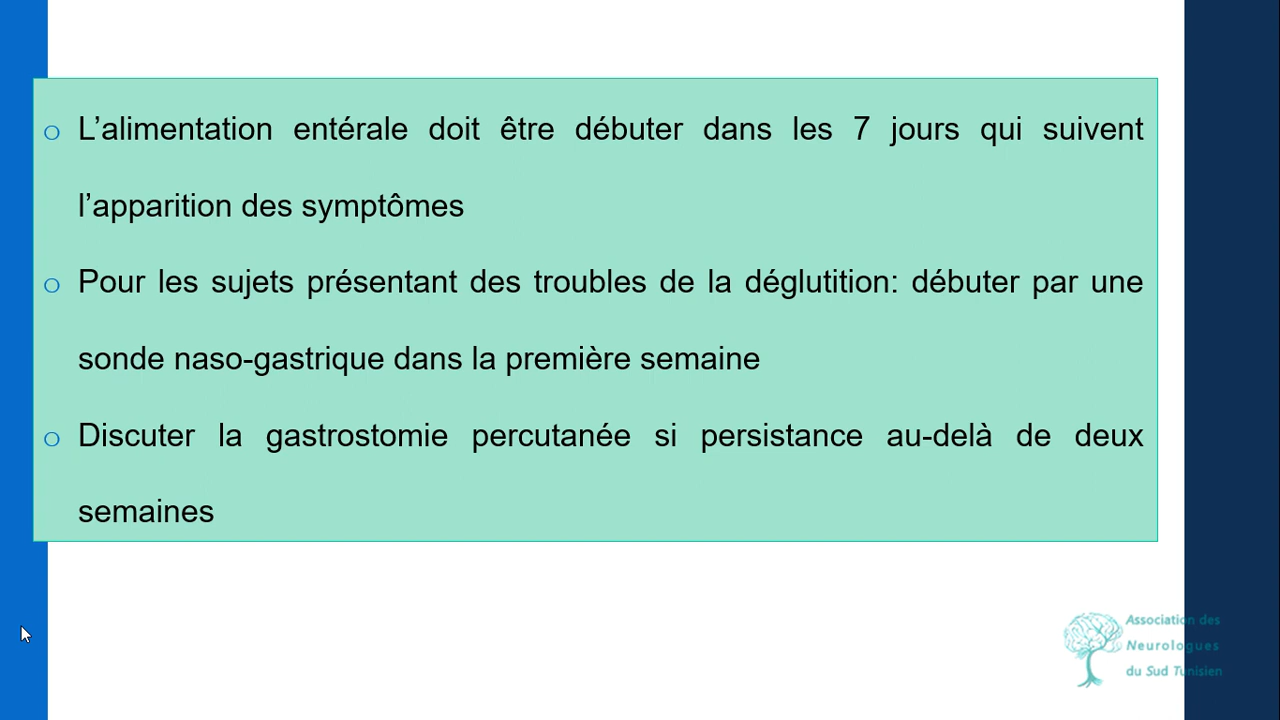 o L’alimentation entérale doit être débuter dans les 7 jours qui suivent
l’apparition des symptômes
o Pour les sujets présentant des troubles de la déglutition: débuter par une
sonde naso-gastrique dans la première semaine
o Discuter la gastrostomie percutanée si persistance au-delà de deux
semaines
Association des
Neurologues
du Sud Tunisien